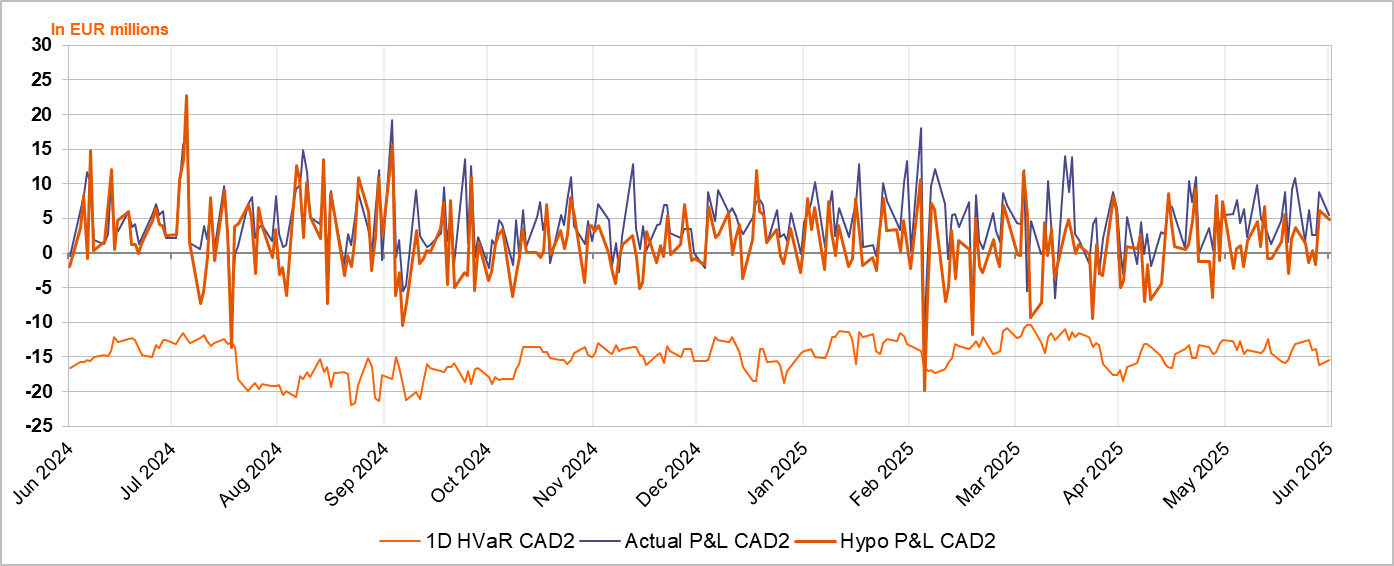 In EUR millions
30
25
20
15
10
5
0
-5
-10
-15
-20
-25
Jun 2024
Jul 2024
Aug 2024
Sep 2024
Oct 2024
Nov 2024
Dec 2024
Jan 2025
Feb 2025
Mar 2025
Apr 2025
May 2025
Jun 2025
1D HVaR CAD2 Actual P&L CAD2 Hypo P&L CAD2